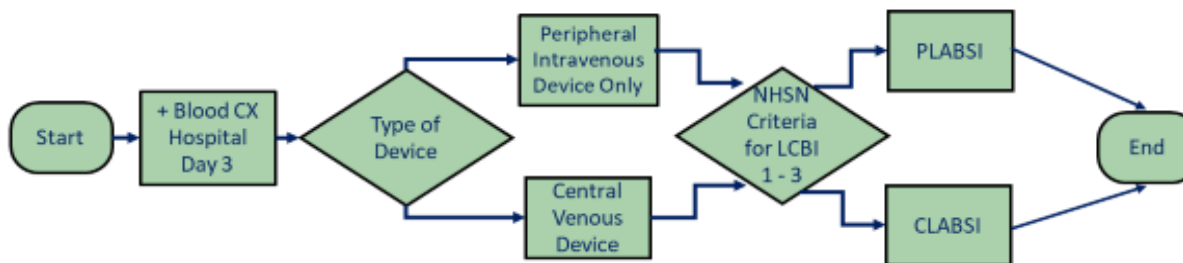 Start
+ Blood CX
Hospital
Day 3
Type of
Device
Peripheral
Intravenous
Device Only
Central
Venous
Device
NHSN
Criteria
for LCBI
1 - 3
PLABSI
CLABSI
End